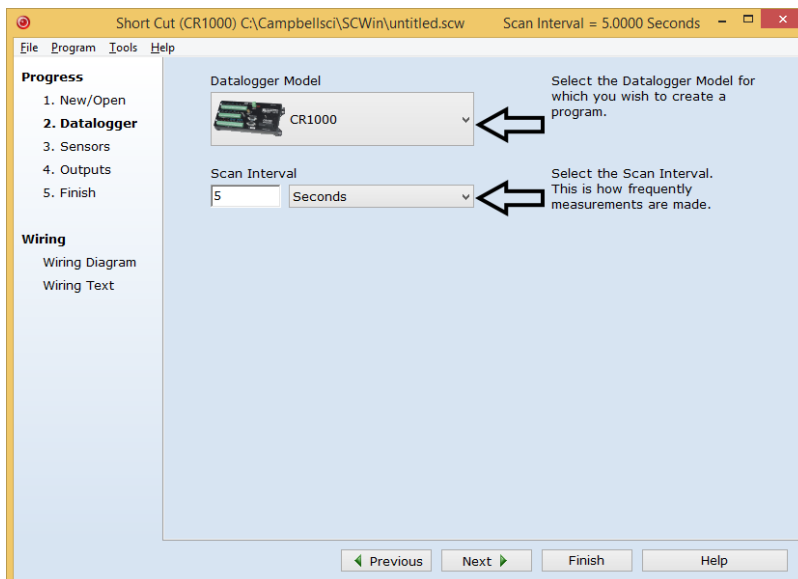 Short Cut (CR1000) C:\Campbellsci\SCWin\untitled.scw Scan Interval = 5.0000 Seconds
File Program Tools Help
Progress
1. New/Open
2. Datalogger
3. Sensors
4. Outputs
5. Finish
Wiring
Wiring Diagram
Wiring Text
Datalogger Model
CR1000
Select the Datalogger Model for
which you wish to create a
program.
Scan Interval
5 Seconds
Select the Scan Interval.
This is how frequently
measurements are made.
Previous Next Finish Help